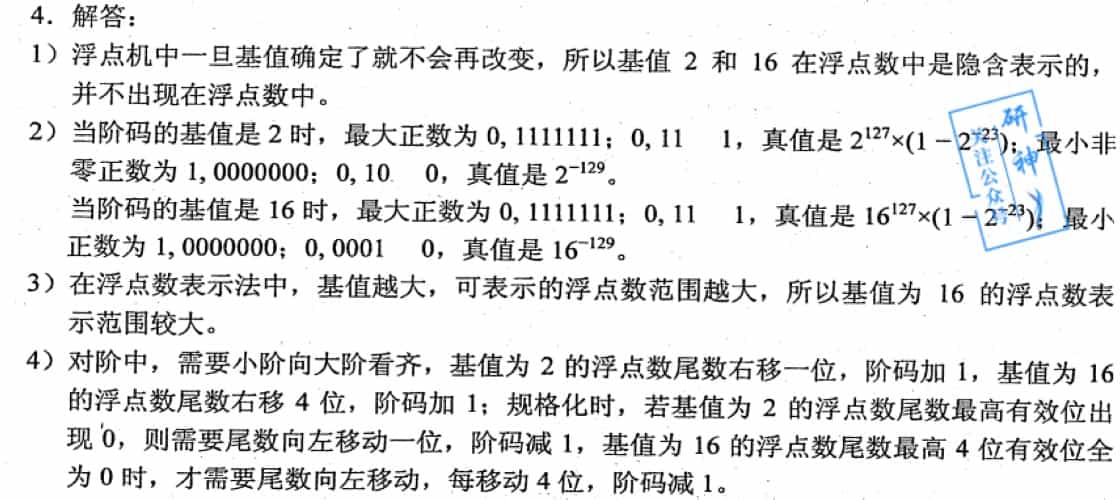 4．解答：
1）浮点机中一旦基值确定了就不会再改变，所以基值 2 和 16 在浮点数中是隐含表示的，
并不出现在浮点数中。
2）当阶码的基值是 2 时，最大正数为 0, 1111111；0, 11 1，真值是 2¹²⁷×(1－2⁻²³)；最小非
零正数为 1, 0000000；0, 10 0，真值是 2⁻¹²⁹。
当阶码的基值是 16 时，最大正数为 0, 1111111；0, 11 1，真值是 16¹²⁷×(1－2⁻²³)；最小
正数为 1, 0000000；0, 0001 0，真值是 16⁻¹²⁹。
3）在浮点数表示法中，基值越大，可表示的浮点数范围越大，所以基值为 16 的浮点数表
示范围较大。
4）对阶中，需要小阶向大阶看齐，基值为 2 的浮点数尾数右移一位，阶码加 1，基值为 16
的浮点数尾数右移 4 位，阶码加 1；规格化时，若基值为 2 的浮点数尾数最高有效位出
现 0，则需要尾数向左移动一位，阶码减 1，基值为 16 的浮点数尾数最高 4 位有效位全
为 0 时，才需要尾数向左移动，每移动 4 位，阶码减 1。
研神
关注公众号